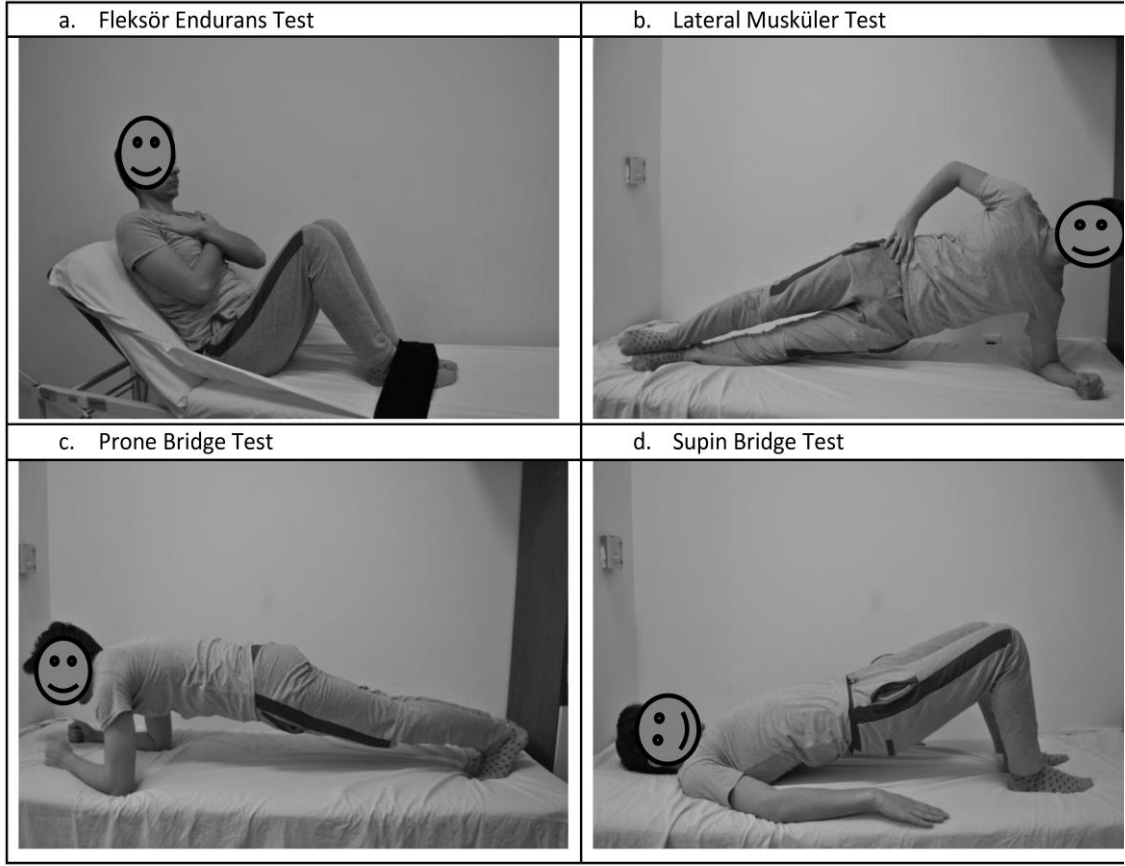 a. Fleksör Endurans Test
b. Lateral Musküler Test
c. Prone Bridge Test
d. Supin Bridge Test